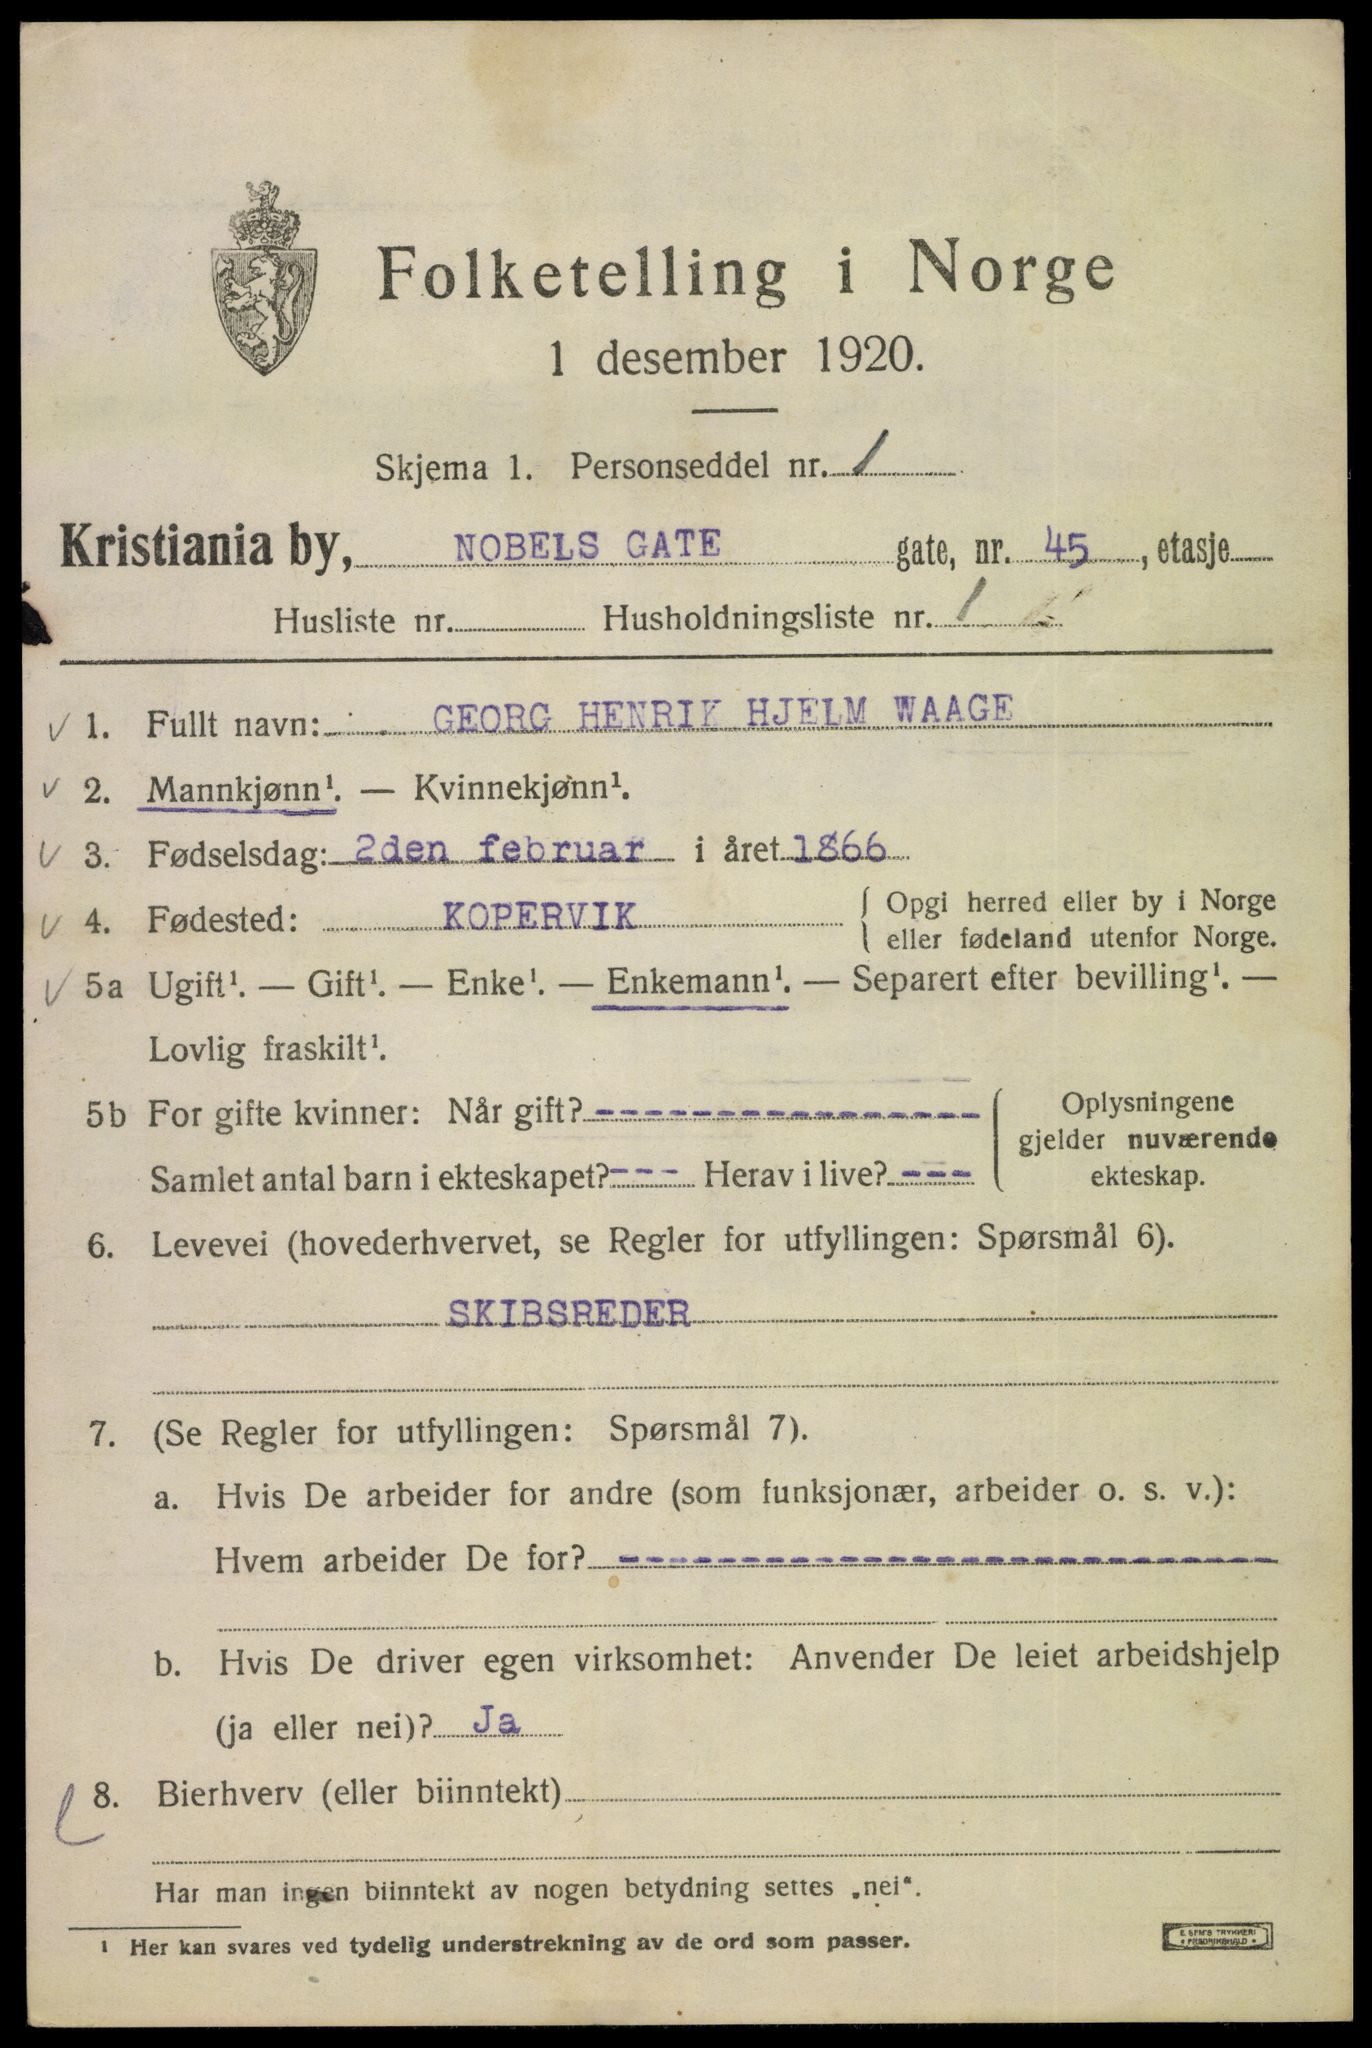 Folketelling i Norge
1 desember 1920.
Skjema 1. Personseddel nr. 1
Kristiania by, NOBELS GATE gate, nr. 45, etasje
Husliste nr. Husholdningsliste nr. 1
1. Fullt navn: GEORG HENRIK HJELM WAAGE
2. Mannkjønn¹. — Kvinnekjønn¹.
3. Fødselsdag: 2den februar i året 1866
4. Fødested: KOPERVIK { Opgi herred eller by i Norge
eller fødeland utenfor Norge.
5a Ugift¹. — Gift¹. — Enke¹. — Enkemann¹. — Separert efter bevilling¹. —
Lovlig fraskilt¹.
5b For gifte kvinner: Når gift? -----------------
Samlet antal barn i ekteskapet? --- Herav i live? ---
Oplysningene
gjelder nuværende
ekteskap.
6. Levevei (hovederhvervet, se Regler for utfyllingen: Spørsmål 6).
SKIBSREDER
7. (Se Regler for utfyllingen: Spørsmål 7).
a. Hvis De arbeider for andre (som funksjonær, arbeider o. s. v.):
Hvem arbeider De for? ---------------------------
b. Hvis De driver egen virksomhet: Anvender De leiet arbeidshjelp
(ja eller nei)? Ja
8. Bierhverv (eller biinntekt)
Har man ingen biinntekt av nogen betydning settes „nei“.
¹ Her kan svares ved tydelig understrekning av de ord som passer.
E. SEM'S TRYKKERI
FREDRIKSHALD